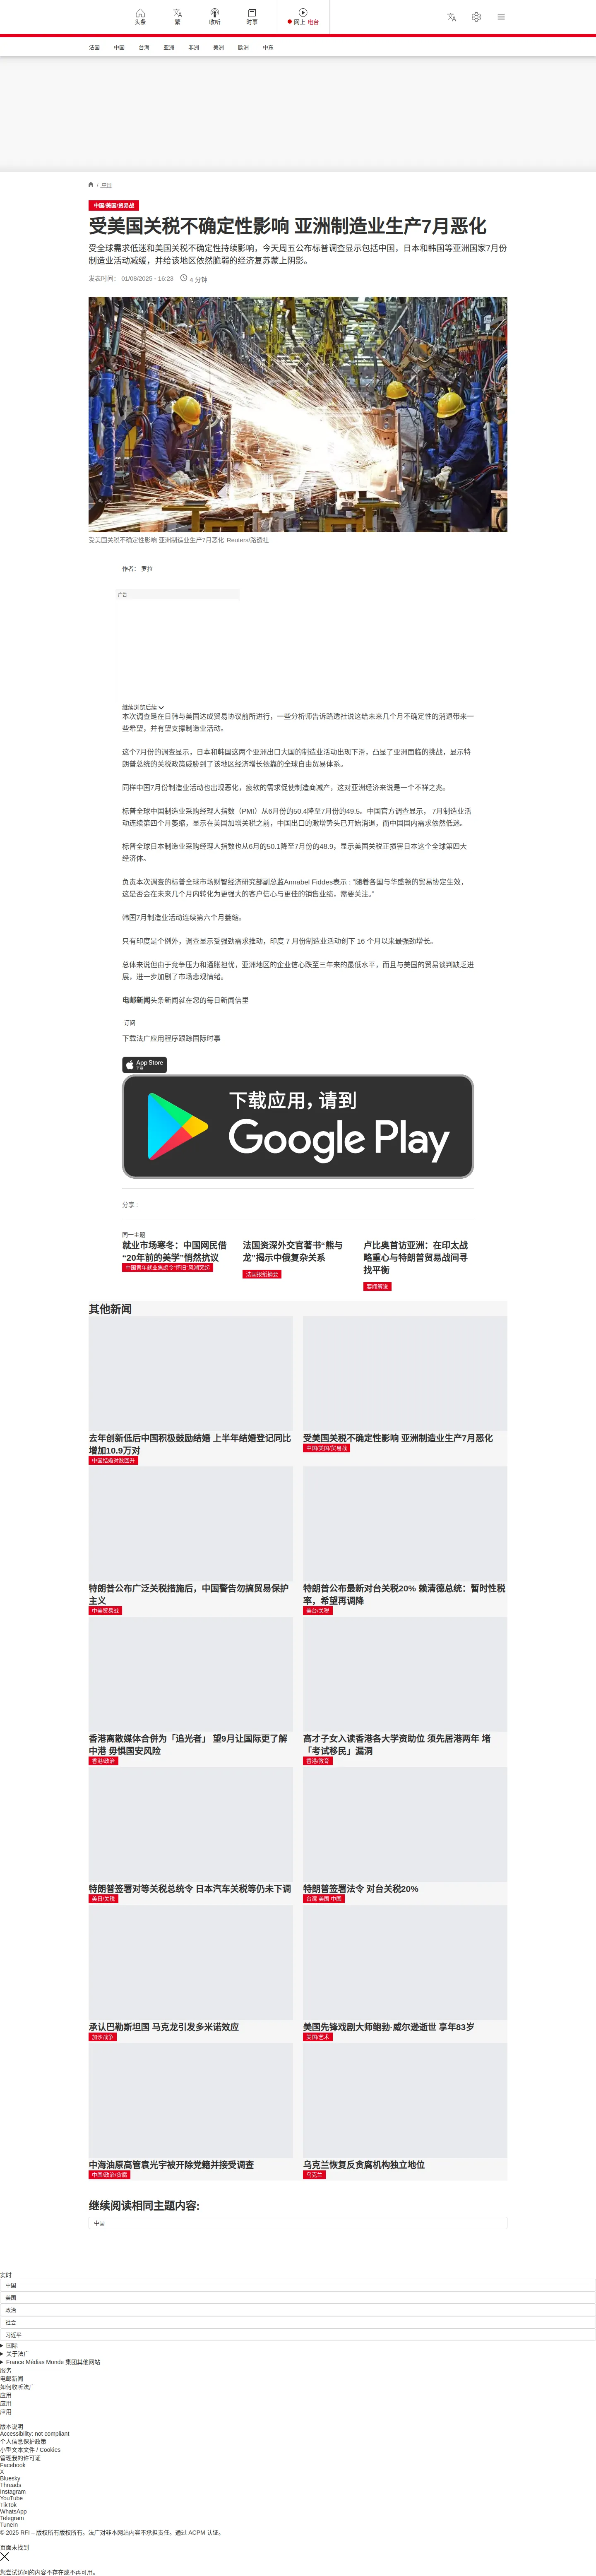 头条
繁
收听
时事
网上 电台
法国
中国
台海
亚洲
非洲
美洲
欧洲
中东
/ 中国
中国/美国/贸易战
受美国关税不确定性影响 亚洲制造业生产7月恶化
受全球需求低迷和美国关税不确定性持续影响，今天周五公布标普调查显示包括中国，日本和韩国等亚洲国家7月份
制造业活动减缓，并给该地区依然脆弱的经济复苏蒙上阴影。
发表时间： 01/08/2025 - 16:23
4 分钟
受美国关税不确定性影响 亚洲制造业生产7月恶化 Reuters/路透社
作者： 罗拉
广告
继续浏览后续
本次调查是在日韩与美国达成贸易协议前所进行，一些分析师告诉路透社说这给未来几个月不确定性的消退带来一
些希望，并有望支撑制造业活动。
这个7月份的调查显示，日本和韩国这两个亚洲出口大国的制造业活动出现下滑，凸显了亚洲面临的挑战，显示特
朗普总统的关税政策威胁到了该地区经济增长依靠的全球自由贸易体系。
同样中国7月份制造业活动也出现恶化，疲软的需求促使制造商减产，这对亚洲经济来说是一个不祥之兆。
标普全球中国制造业采购经理人指数（PMI）从6月份的50.4降至7月份的49.5。中国官方调查显示， 7月制造业活
动连续第四个月萎缩，显示在美国加增关税之前，中国出口的激增势头已开始消退，而中国国内需求依然低迷。
标普全球日本制造业采购经理人指数也从6月的50.1降至7月份的48.9，显示美国关税正损害日本这个全球第四大
经济体。
负责本次调查的标普全球市场财智经济研究部副总监Annabel Fiddes表示 : "随着各国与华盛顿的贸易协定生效，
这是否会在未来几个月内转化为更强大的客户信心与更佳的销售业绩，需要关注。"
韩国7月制造业活动连续第六个月萎缩。
只有印度是个例外，调查显示受强劲需求推动，印度 7 月份制造业活动创下 16 个月以来最强劲增长。
总体来说但由于竞争压力和通胀担忧，亚洲地区的企业信心跌至三年来的最低水平，而且与美国的贸易谈判缺乏进
展，进一步加剧了市场悲观情绪。
电邮新闻头条新闻就在您的每日新闻信里
订阅
下载法广应用程序跟踪国际时事
App Store
下载
下载应用，请到
Google Play
分享 :
同一主题
就业市场寒冬：中国网民借
“20年前的美学”悄然抗议
中国青年就业焦虑令“怀旧”风潮突起
法国资深外交官著书“熊与
龙”揭示中俄复杂关系
法国报纸摘要
卢比奥首访亚洲：在印太战
略重心与特朗普贸易战间寻
找平衡
要闻解说
其他新闻
去年创新低后中国积极鼓励结婚 上半年结婚登记同比
增加10.9万对
中国结婚对数回升
受美国关税不确定性影响 亚洲制造业生产7月恶化
中国/美国/贸易战
特朗普公布广泛关税措施后，中国警告勿搞贸易保护
主义
中美贸易战
特朗普公布最新对台关税20% 赖清德总统：暂时性税
率，希望再调降
美台/关税
香港离散媒体合併为「追光者」 望9月让国际更了解
中港 毋惧国安风险
香港/政治
高才子女入读香港各大学资助位 须先居港两年 堵
「考试移民」漏洞
香港/教育
特朗普签署对等关税总统令 日本汽车关税等仍未下调
美日/关税
特朗普签署法令 对台关税20%
台湾 美国 中国
承认巴勒斯坦国 马克龙引发多米诺效应
加沙战争
美国先锋戏剧大师鲍勃·威尔逊逝世 享年83岁
美国/艺术
中海油原高管袁光宇被开除党籍并接受调查
中国/政治/贪腐
乌克兰恢复反贪腐机构独立地位
乌克兰
继续阅读相同主题内容:
中国
实时
中国
美国
政治
社会
习近平
国际
关于法广
France Médias Monde 集团其他网站
服务
电邮新闻
如何收听法广
应用
应用
应用
版本说明
Accessibility: not compliant
个人信息保护政策
小型文本文件 / Cookies
管理我的许可证
Facebook
X
Bluesky
Threads
Instagram
YouTube
TikTok
WhatsApp
Telegram
TuneIn
© 2025 RFI – 版权所有版权所有。法广对非本网站内容不承担责任。通过 ACPM 认证。
页面未找到
您尝试访问的内容不存在或不再可用。